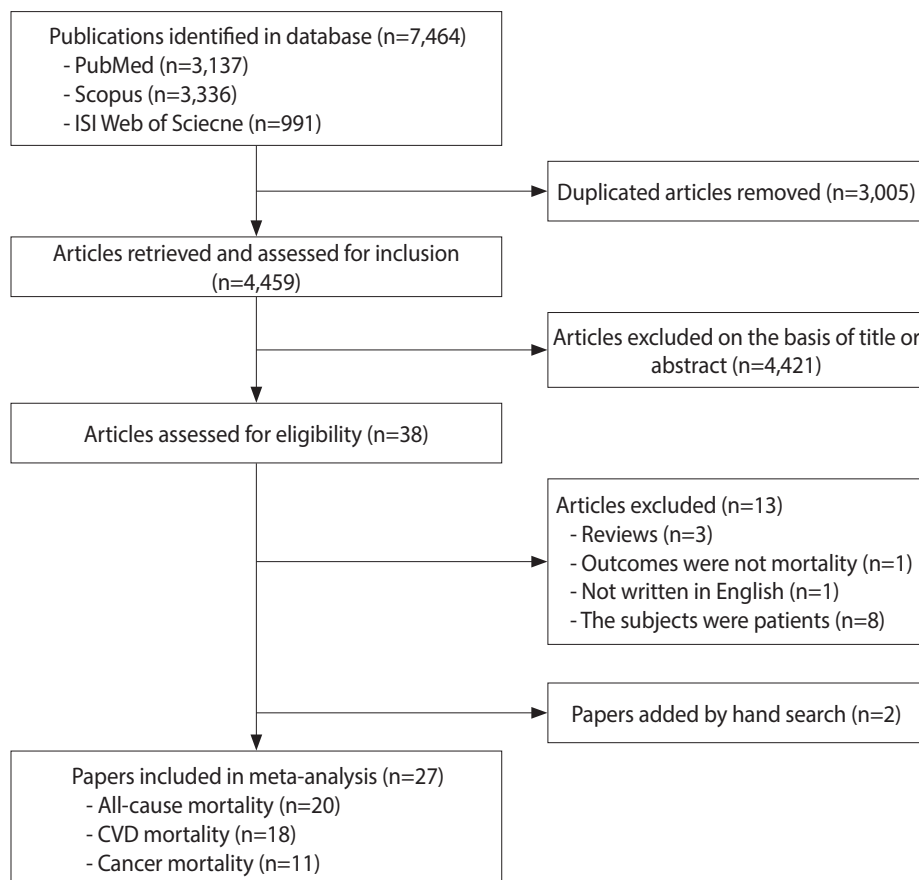 Publications identified in database (n=7,464)
- PubMed (n=3,137)
- Scopus (n=3,336)
- ISI Web of Sciecne (n=991)
Duplicated articles removed (n=3,005)
Articles retrieved and assessed for inclusion
(n=4,459)
Articles excluded on the basis of title or
abstract (n=4,421)
Articles assessed for eligibility (n=38)
Articles excluded (n=13)
- Reviews (n=3)
- Outcomes were not mortality (n=1)
- Not written in English (n=1)
- The subjects were patients (n=8)
Papers added by hand search (n=2)
Papers included in meta-analysis (n=27)
- All-cause mortality (n=20)
- CVD mortality (n=18)
- Cancer mortality (n=11)